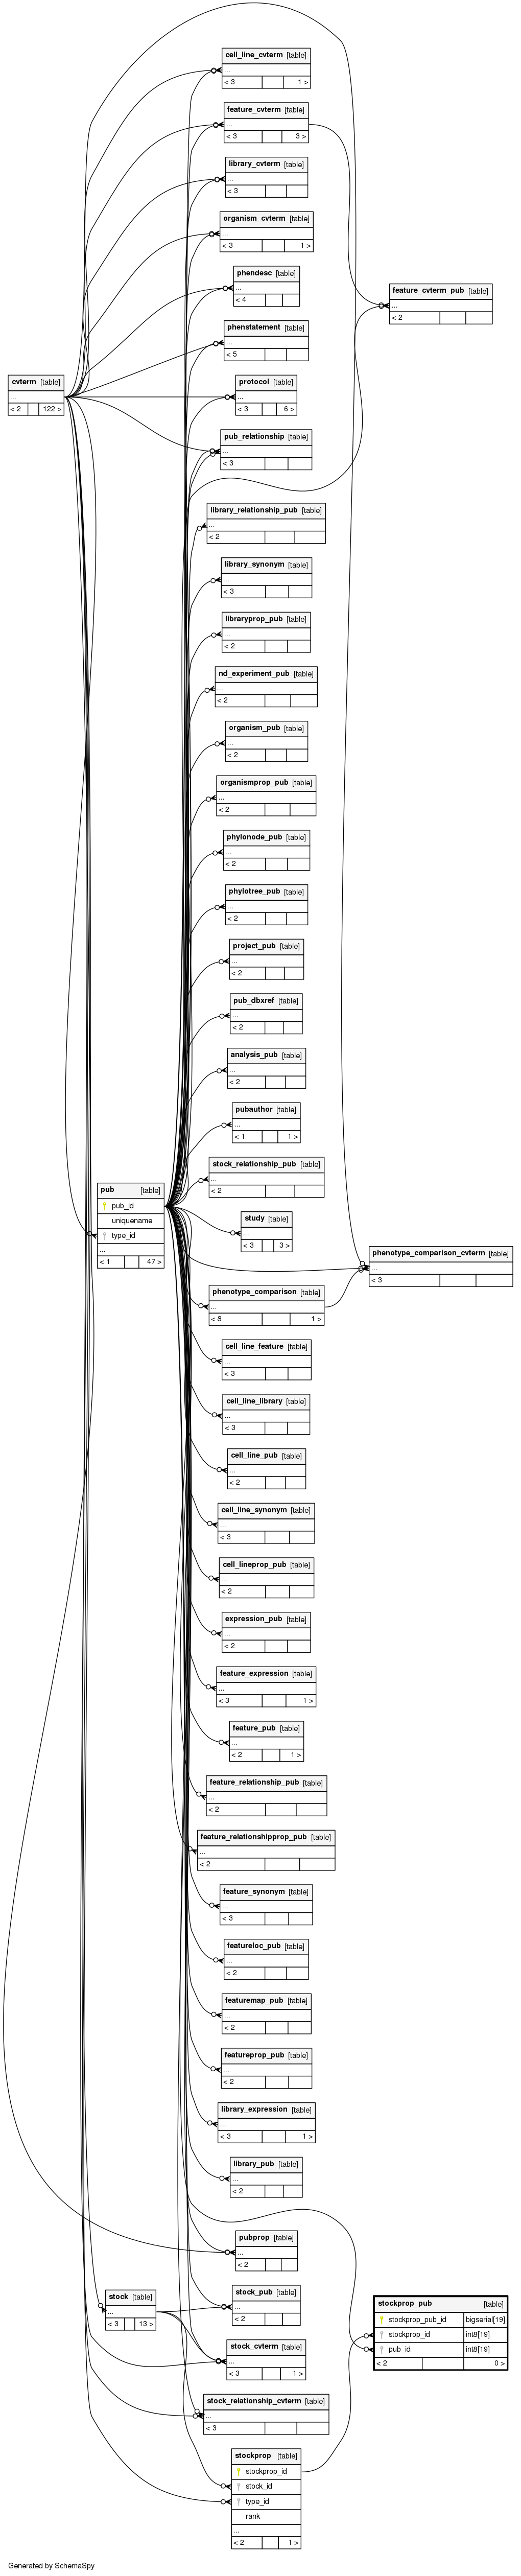 cell_line_cvterm [table]
...
< 3 1 >
feature_cvterm [table]
...
< 3 3 >
library_cvterm [table]
...
< 3
organism_cvterm [table]
...
< 3 1 >
phendesc [table]
...
< 4
feature_cvterm_pub [table]
...
< 2
phenstatement [table]
...
< 5
cvterm [table]
...
< 2 122 >
protocol [table]
...
< 3 6 >
pub_relationship [table]
...
< 3
library_relationship_pub [table]
...
< 2
library_synonym [table]
...
< 3
libraryprop_pub [table]
...
< 2
nd_experiment_pub [table]
...
< 2
organism_pub [table]
...
< 2
organismprop_pub [table]
...
< 2
phylonode_pub [table]
...
< 2
phylotree_pub [table]
...
< 2
project_pub [table]
...
< 2
pub_dbxref [table]
...
< 2
analysis_pub [table]
...
< 2
pubauthor [table]
...
< 1 1 >
stock_relationship_pub [table]
...
< 2
pub [table]
pub_id
uniquename
type_id
...
< 1 47 >
study [table]
...
< 3 3 >
phenotype_comparison_cvterm [table]
...
< 3
phenotype_comparison [table]
...
< 8 1 >
cell_line_feature [table]
...
< 3
cell_line_library [table]
...
< 3
cell_line_pub [table]
...
< 2
cell_line_synonym [table]
...
< 3
cell_lineprop_pub [table]
...
< 2
expression_pub [table]
...
< 2
feature_expression [table]
...
< 3 1 >
feature_pub [table]
...
< 2 1 >
feature_relationship_pub [table]
...
< 2
feature_relationshipprop_pub [table]
...
< 2
feature_synonym [table]
...
< 3
featureloc_pub [table]
...
< 2
featuremap_pub [table]
...
< 2
featureprop_pub [table]
...
< 2
library_expression [table]
...
< 3 1 >
library_pub [table]
...
< 2
pubprop [table]
...
< 2
stock_pub [table]
...
< 2
stock [table]
...
< 3 13 >
stockprop_pub [table]
stockprop_pub_id bigserial[19]
stockprop_id int8[19]
pub_id int8[19]
< 2 0 >
stock_cvterm [table]
...
< 3 1 >
stock_relationship_cvterm [table]
...
< 3
stockprop [table]
stockprop_id
stock_id
type_id
rank
...
< 2 1 >
Generated by SchemaSpy